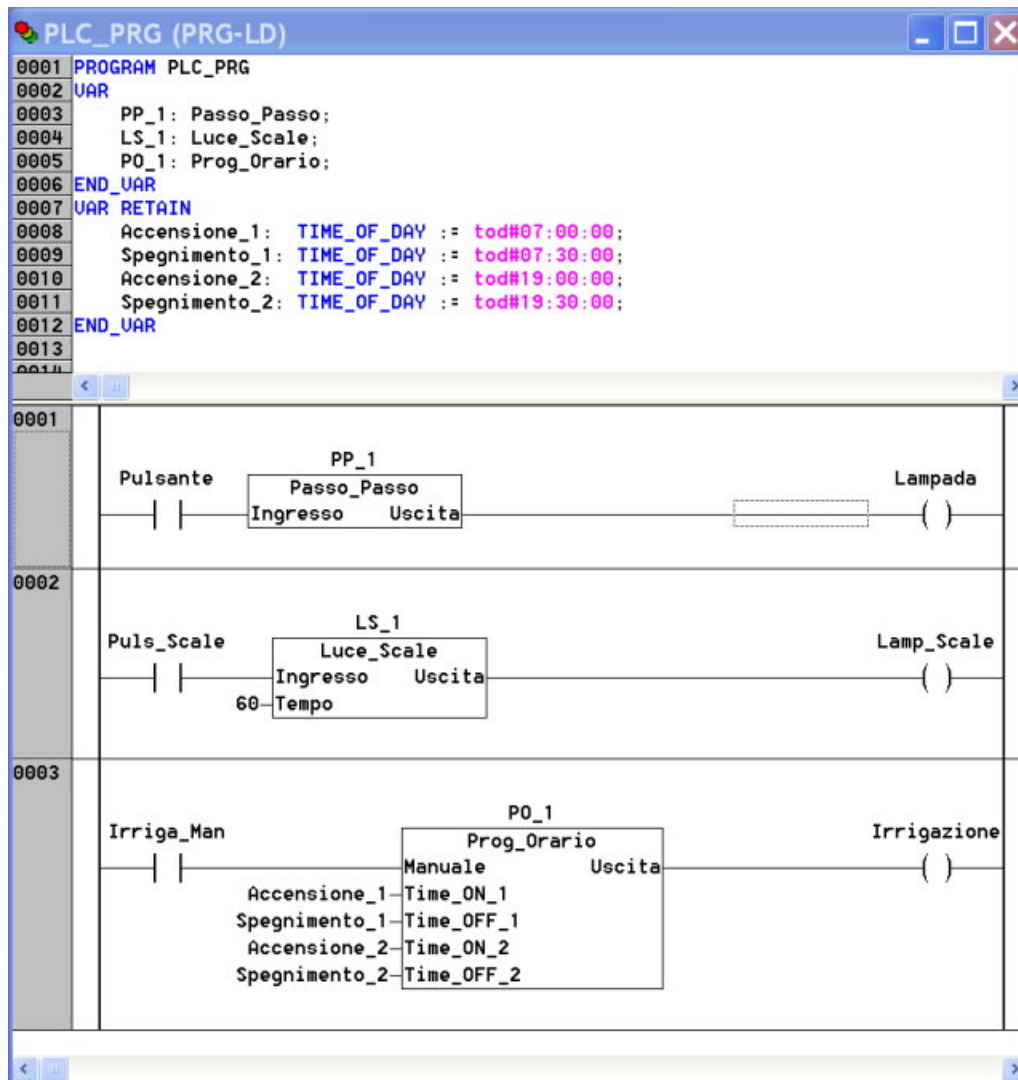 PLC_PRG (PRG-LD)
0001 PROGRAM PLC_PRG
0002 VAR
0003 PP_1: Passo_Passo;
0004 LS_1: Luce_Scale;
0005 PO_1: Prog_Orario;
0006 END_VAR
0007 VAR RETAIN
0008 Accensione_1: TIME_OF_DAY := tod#07:00:00;
0009 Spegnimento_1: TIME_OF_DAY := tod#07:30:00;
0010 Accensione_2: TIME_OF_DAY := tod#19:00:00;
0011 Spegnimento_2: TIME_OF_DAY := tod#19:30:00;
0012 END_VAR
0013
0014
0001
PP_1
Pulsante Passo_Passo Lampada
Ingresso Uscita
0002
LS_1
Puls_Scale Luce_Scale Lamp_Scale
Ingresso Uscita
60 Tempo
0003
PO_1
Irriga_Man Prog_Orario Irrigazione
Manuale Uscita
Accensione_1 Time_ON_1
Spegnimento_1 Time_OFF_1
Accensione_2 Time_ON_2
Spegnimento_2 Time_OFF_2